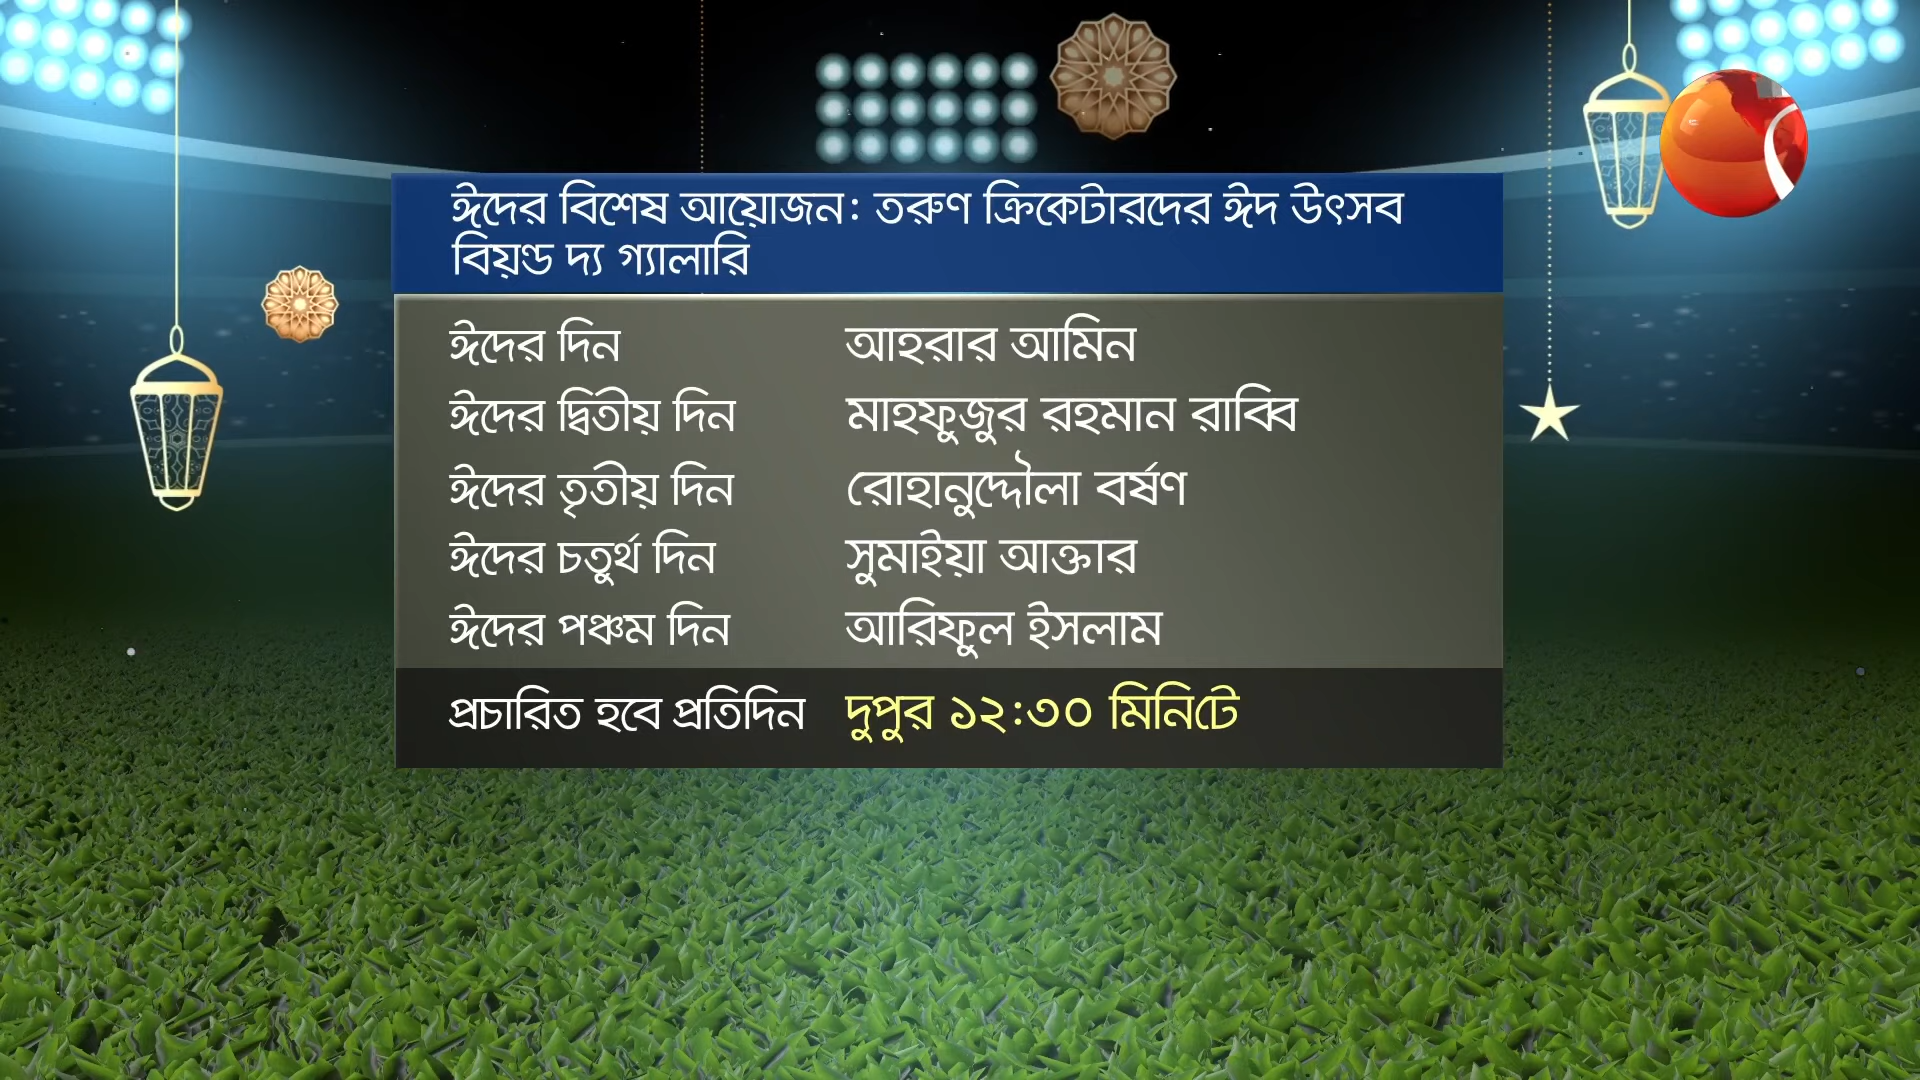 ঈদের বিশেষ আয়োজন: তরুণ ক্রিকেটারদের ঈদ উৎসব
বিয়ণ্ড দ্য গ্যালারি
ঈদের দিন আহরার আমিন
ঈদের দ্বিতীয় দিন মাহফুজুর রহমান রাব্বি
ঈদের তৃতীয় দিন রোহানুদ্দৌলা বর্ষণ
ঈদের চতুর্থ দিন সুমাইয়া আক্তার
ঈদের পঞ্চম দিন আরিফুল ইসলাম
প্রচারিত হবে প্রতিদিন দুপুর ১২:৩০ মিনিটে